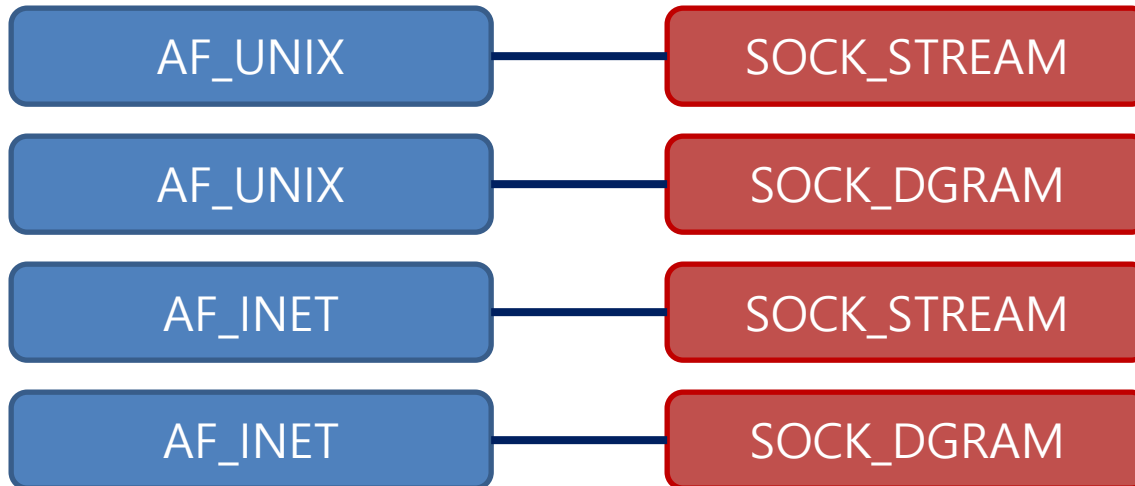 AF_UNIX SOCK_STREAM
AF_UNIX SOCK_DGRAM
AF_INET SOCK_STREAM
AF_INET SOCK_DGRAM